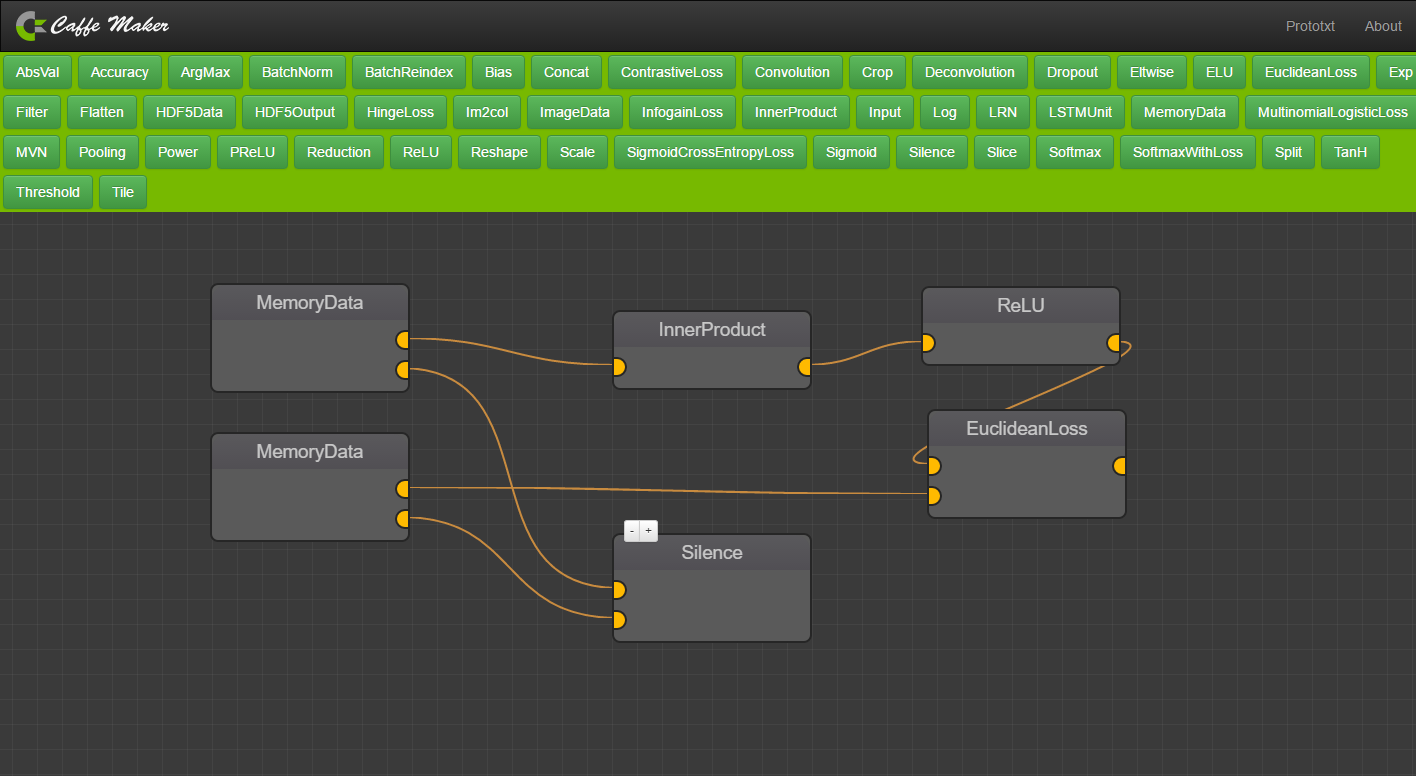 Caffe Maker Prototxt About
AbsVal Accuracy ArgMax BatchNorm BatchReindex Bias Concat ContrastiveLoss Convolution Crop Deconvolution Dropout Eltwise ELU EuclideanLoss Exp
Filter Flatten HDF5Data HDF5Output HingeLoss Im2col ImageData InfogainLoss InnerProduct Input Log LRN LSTMUnit MemoryData MultinomialLogisticLoss
MVN Pooling Power PReLU Reduction ReLU Reshape Scale SigmoidCrossEntropyLoss Sigmoid Silence Slice Softmax SoftmaxWithLoss Split TanH
Threshold Tile
MemoryData
InnerProduct
ReLU
MemoryData
EuclideanLoss
- +
Silence